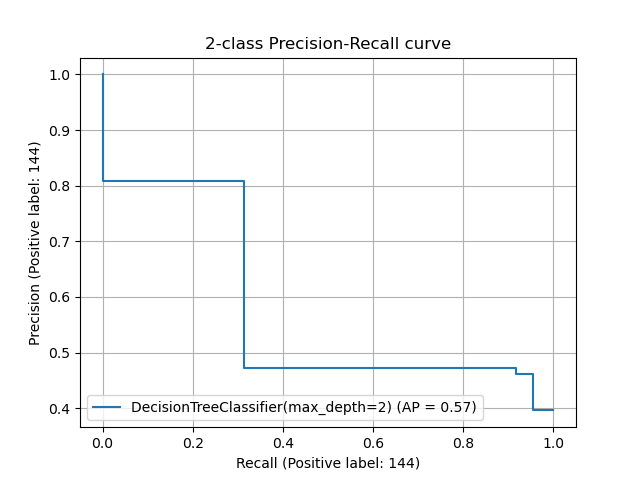 2-class Precision-Recall curve
1.0
0.9
0.8
0.7
0.6
0.5
0.4
Precision (Positive label: 144)
DecisionTreeClassifier(max_depth=2) (AP = 0.57)
0.0 0.2 0.4 0.6 0.8 1.0
Recall (Positive label: 144)